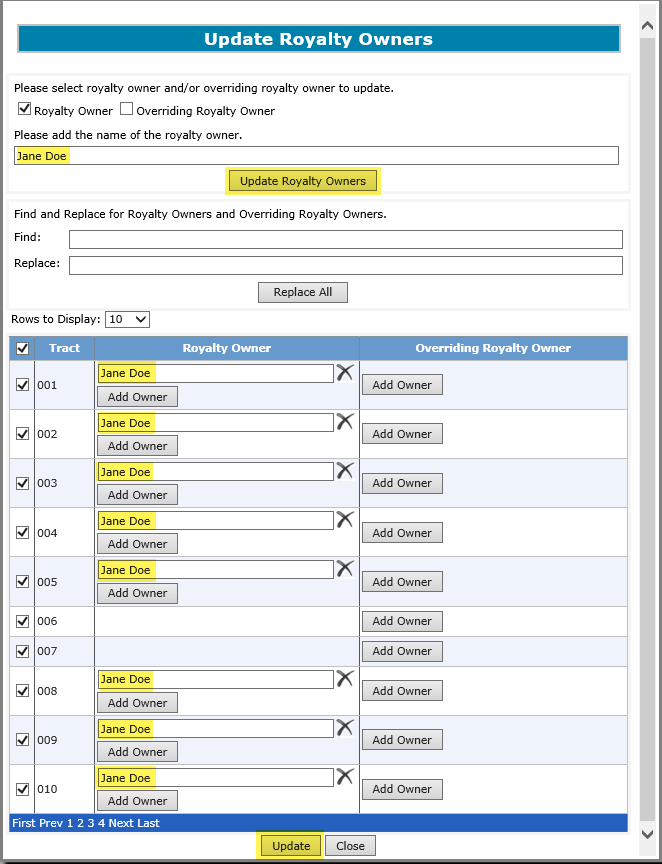 Update Royalty Owners
Please select royalty owner and/or overriding royalty owner to update.
Royalty Owner Overriding Royalty Owner
Please add the name of the royalty owner.
Jane Doe
Update Royalty Owners
Find and Replace for Royalty Owners and Overriding Royalty Owners.
Find:
Replace:
Replace All
Rows to Display: 10
Tract Royalty Owner Overriding Royalty Owner
001 Jane Doe Add Owner
Add Owner
002 Jane Doe Add Owner
Add Owner
003 Jane Doe Add Owner
Add Owner
004 Jane Doe Add Owner
Add Owner
005 Jane Doe Add Owner
Add Owner
006 Add Owner
007 Add Owner
008 Jane Doe Add Owner
Add Owner
009 Jane Doe Add Owner
Add Owner
010 Jane Doe Add Owner
Add Owner
First Prev 1 2 3 4 Next Last
Update Close